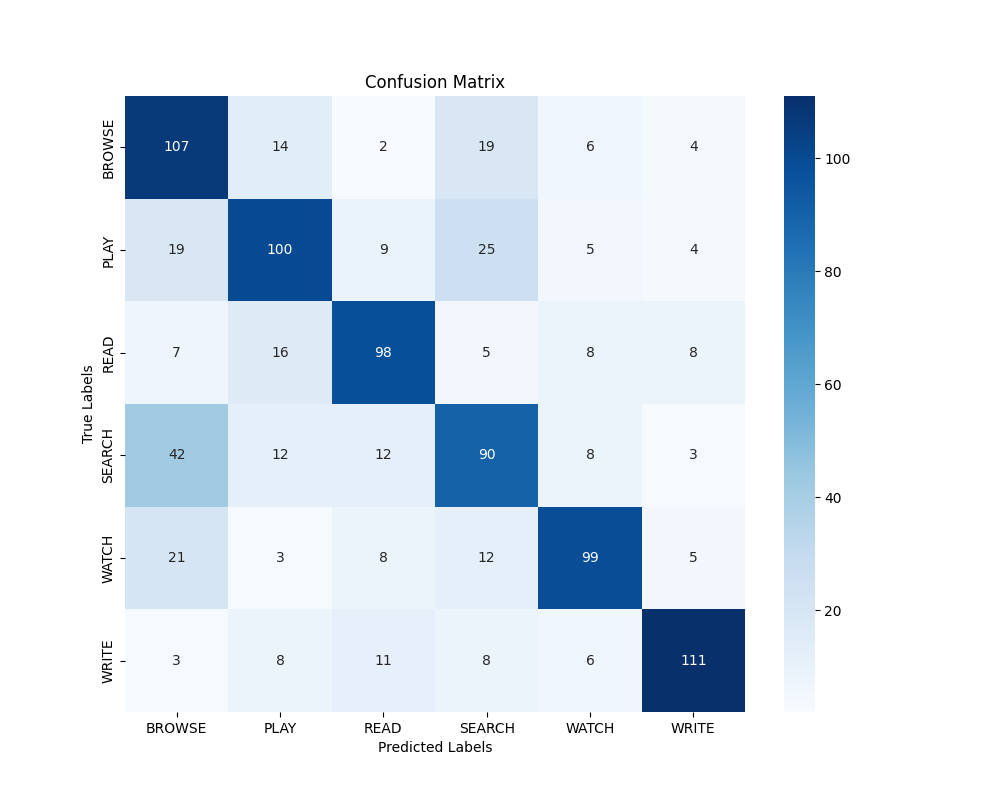 Confusion Matrix
True Labels
BROWSE 107 14 2 19 6 4
PLAY 19 100 9 25 5 4
READ 7 16 98 5 8 8
SEARCH 42 12 12 90 8 3
WATCH 21 3 8 12 99 5
WRITE 3 8 11 8 6 111
BROWSE PLAY READ SEARCH WATCH WRITE
Predicted Labels
100
80
60
40
20